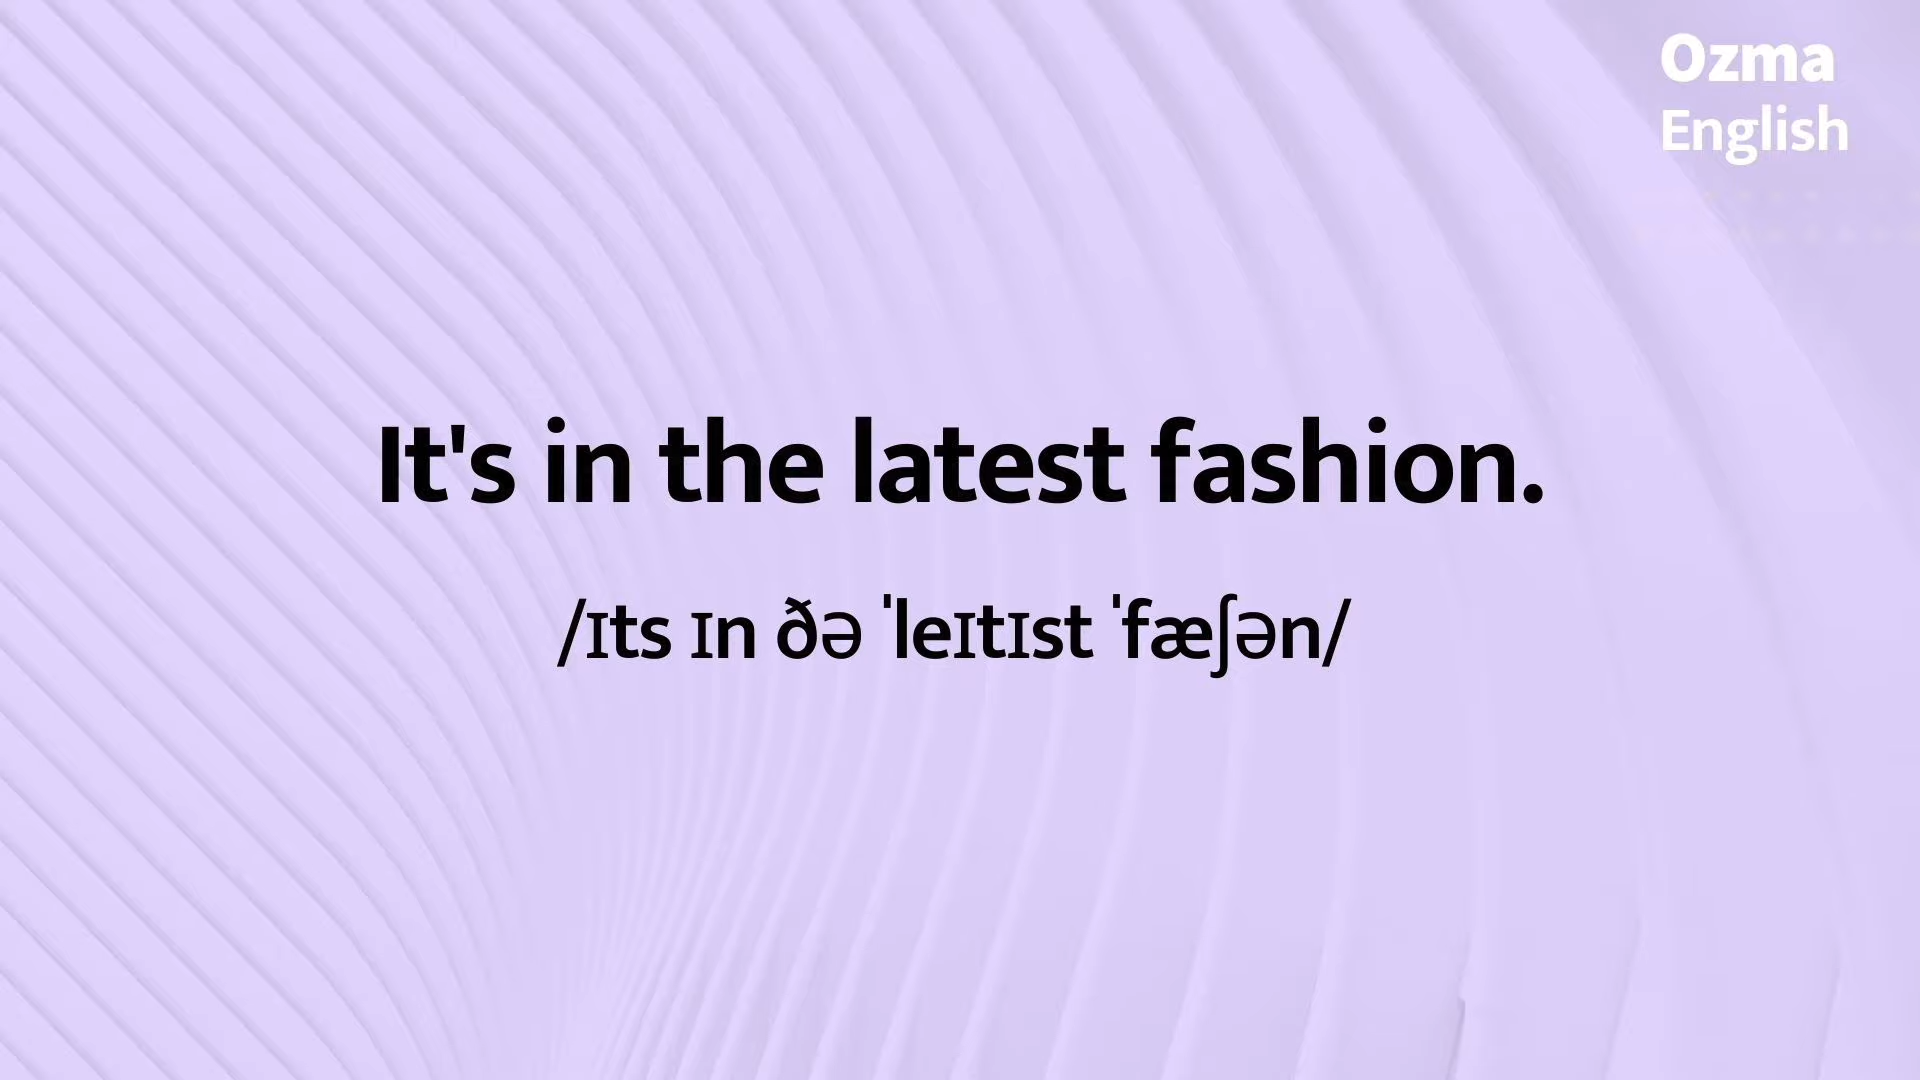 Ozma
English
It's in the latest fashion.
/ɪts ɪn ðə ˈleɪtɪst ˈfæʃən/